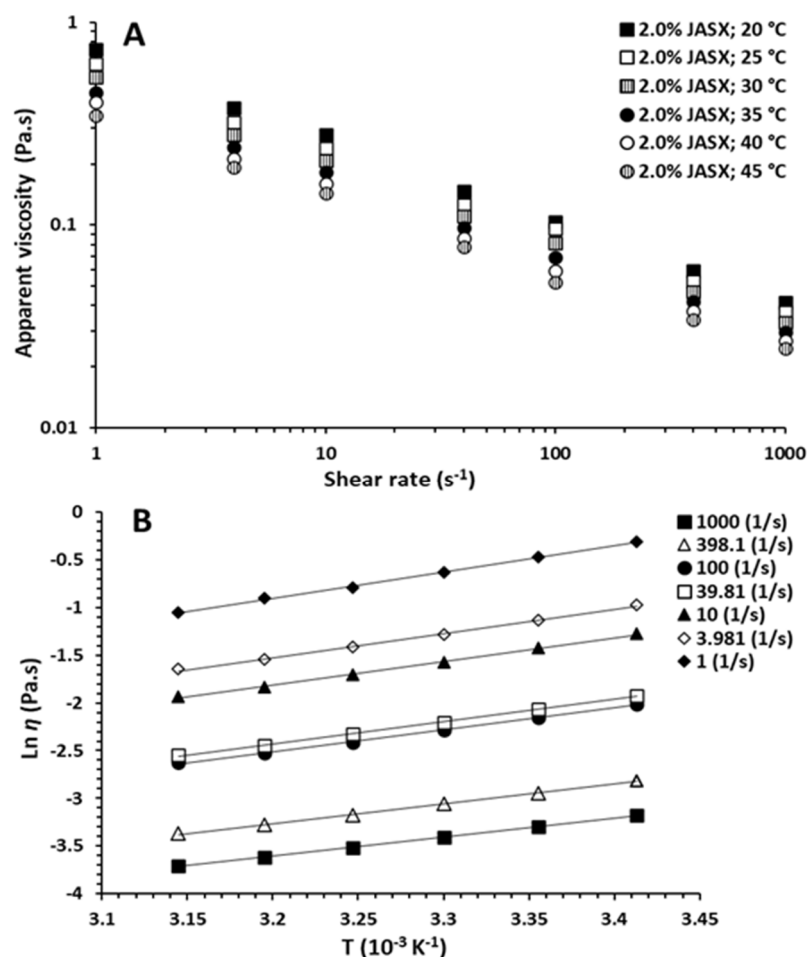 A
1
0.1
0.01
Apparent viscosity (Pa.s)
1
10
100
1000
Shear rate (s⁻¹)
2.0% JASX; 20 °C
2.0% JASX; 25 °C
2.0% JASX; 30 °C
2.0% JASX; 35 °C
2.0% JASX; 40 °C
2.0% JASX; 45 °C
B
0
-0.5
-1
-1.5
-2
-2.5
-3
-3.5
-4
Ln η (Pa.s)
3.1
3.15
3.2
3.25
3.3
3.35
3.4
3.45
T (10⁻³ K⁻¹)
1000 (1/s)
398.1 (1/s)
100 (1/s)
39.81 (1/s)
10 (1/s)
3.981 (1/s)
1 (1/s)